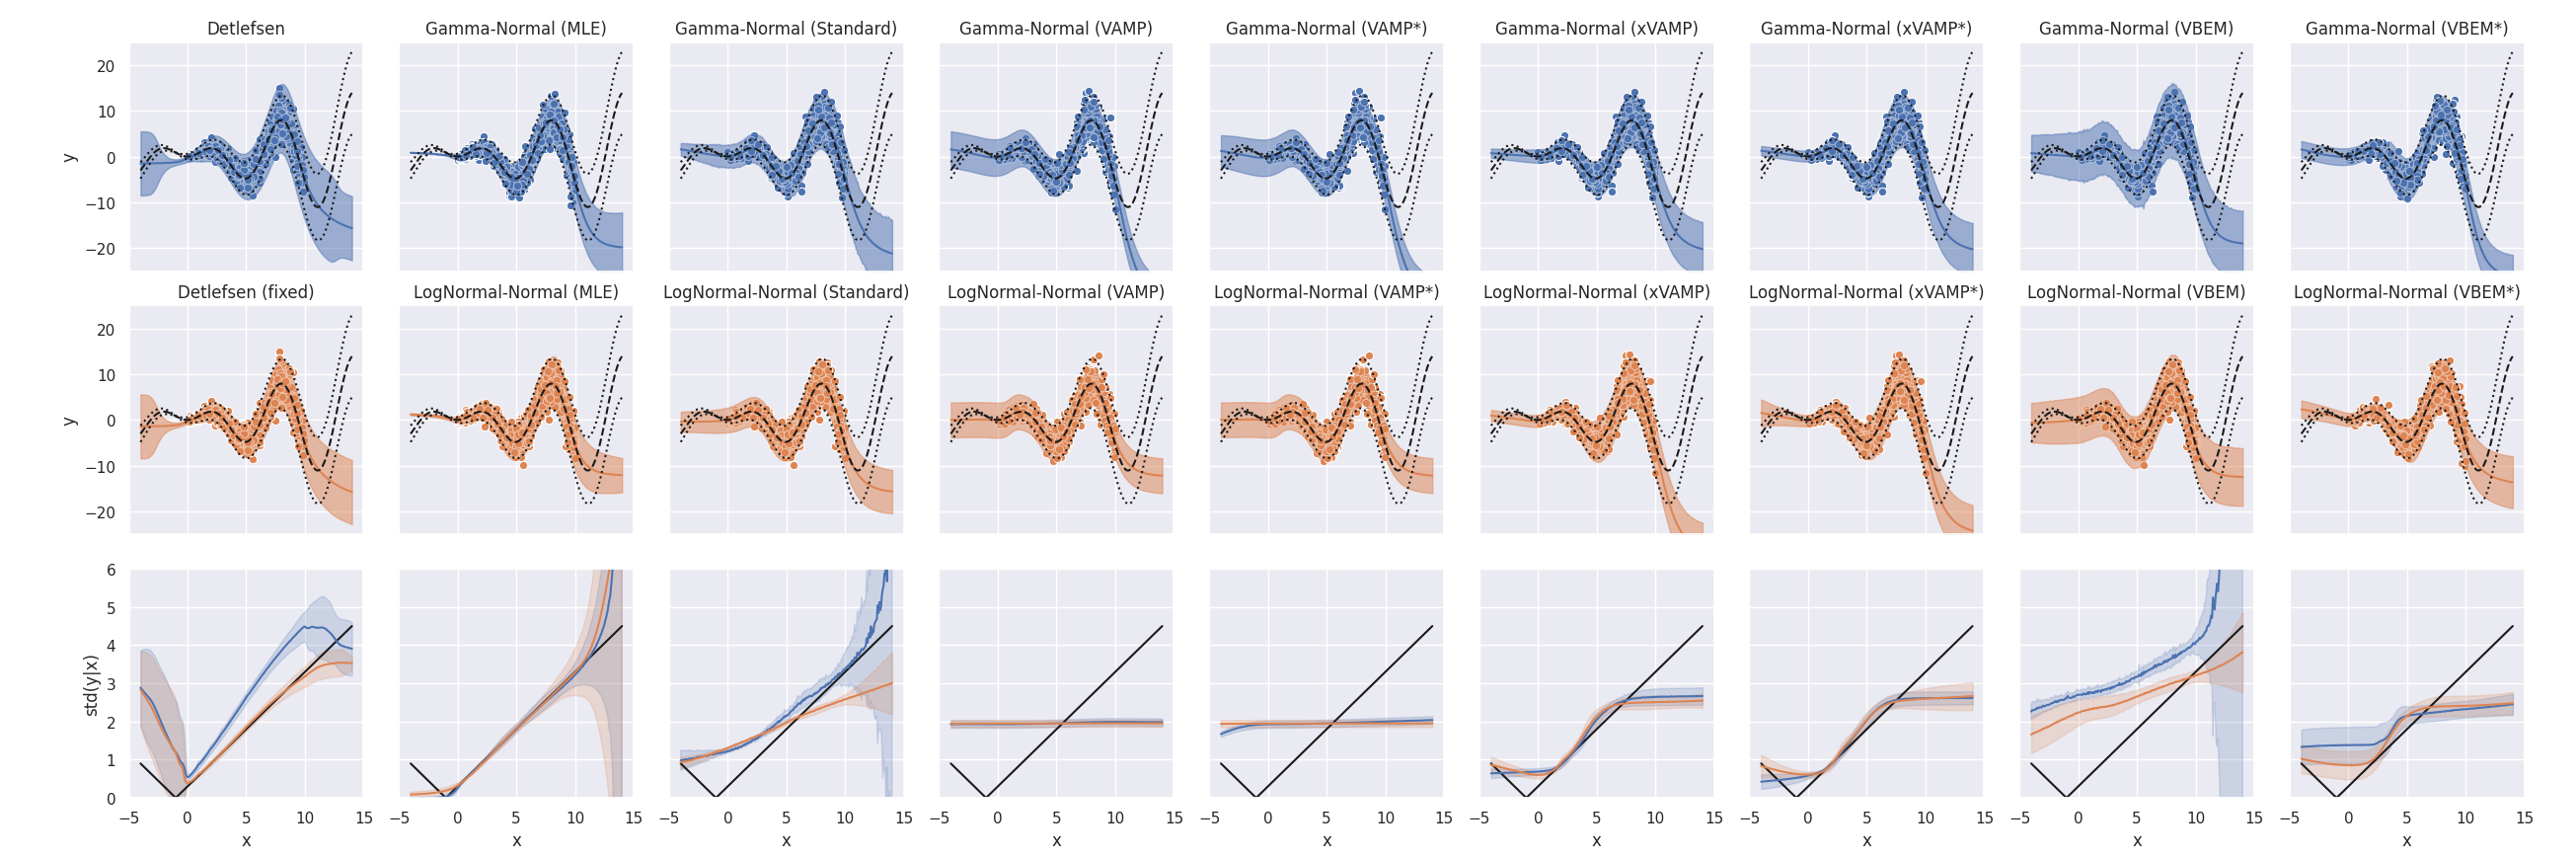 Detlefsen Gamma-Normal (MLE) Gamma-Normal (Standard) Gamma-Normal (VAMP) Gamma-Normal (VAMP*) Gamma-Normal (xVAMP) Gamma-Normal (xVAMP*) Gamma-Normal (VBEM) Gamma-Normal (VBEM*)
20
10
y
0
−10
−20
Detlefsen (fixed) LogNormal-Normal (MLE) LogNormal-Normal (Standard) LogNormal-Normal (VAMP) LogNormal-Normal (VAMP*) LogNormal-Normal (xVAMP) LogNormal-Normal (xVAMP*) LogNormal-Normal (VBEM) LogNormal-Normal (VBEM*)
20
10
y
0
−10
−20
6
5
4
3
std(y|x)
2
1
0
−5 0 5 10 15 −5 0 5 10 15 −5 0 5 10 15 −5 0 5 10 15 −5 0 5 10 15 −5 0 5 10 15 −5 0 5 10 15 −5 0 5 10 15 −5 0 5 10 15
x x x x x x x x x